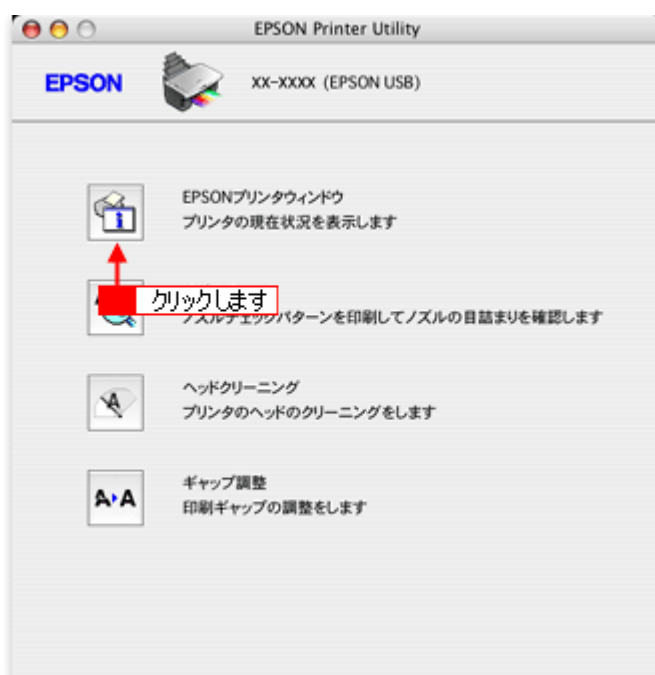 EPSON Printer Utility
EPSON
XX-XXXX (EPSON USB)
EPSONプリンタウィンドウ
プリンタの現在状況を表示します
クリックします
ノズルチェックパターンを印刷してノズルの目詰まりを確認します
ヘッドクリーニング
プリンタのヘッドのクリーニングをします
ギャップ調整
印刷ギャップの調整をします